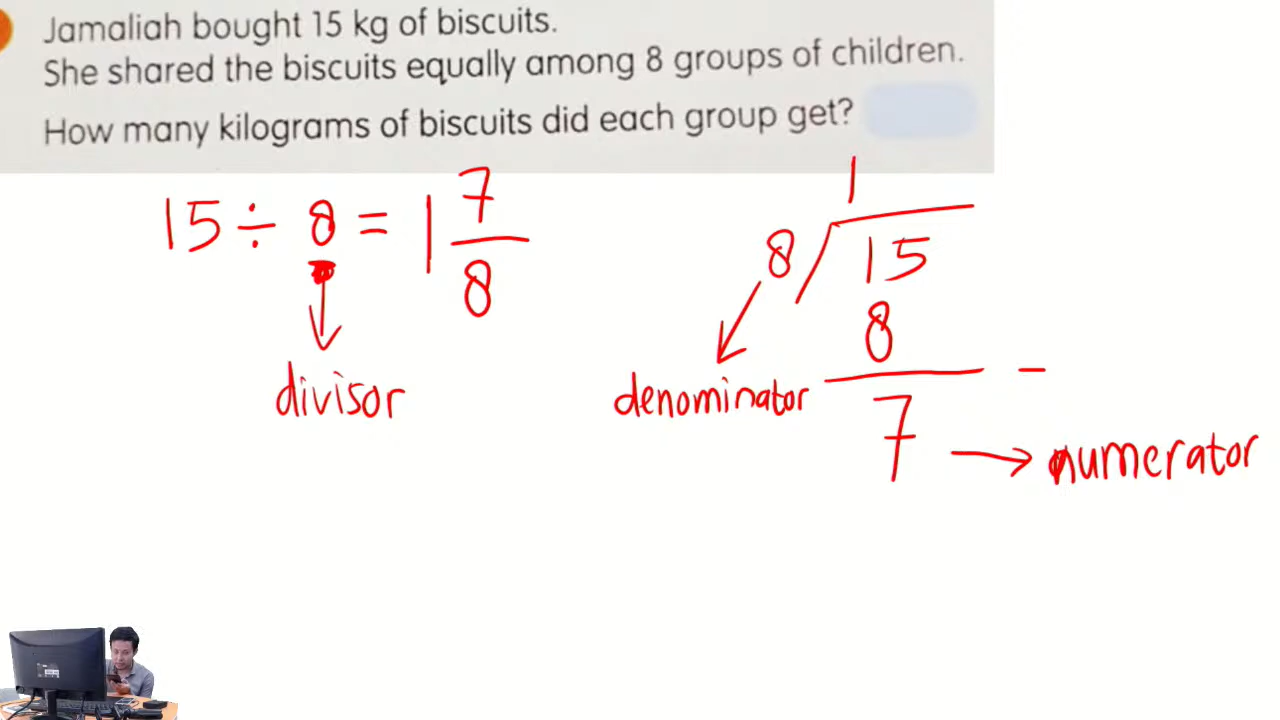 Jamaliah bought 15 kg of biscuits.
She shared the biscuits equally among 8 groups of children.
How many kilograms of biscuits did each group get?
15 ÷ 8 = 1 7/8
divisor
1
8 15
8
denominator
7 → numerator